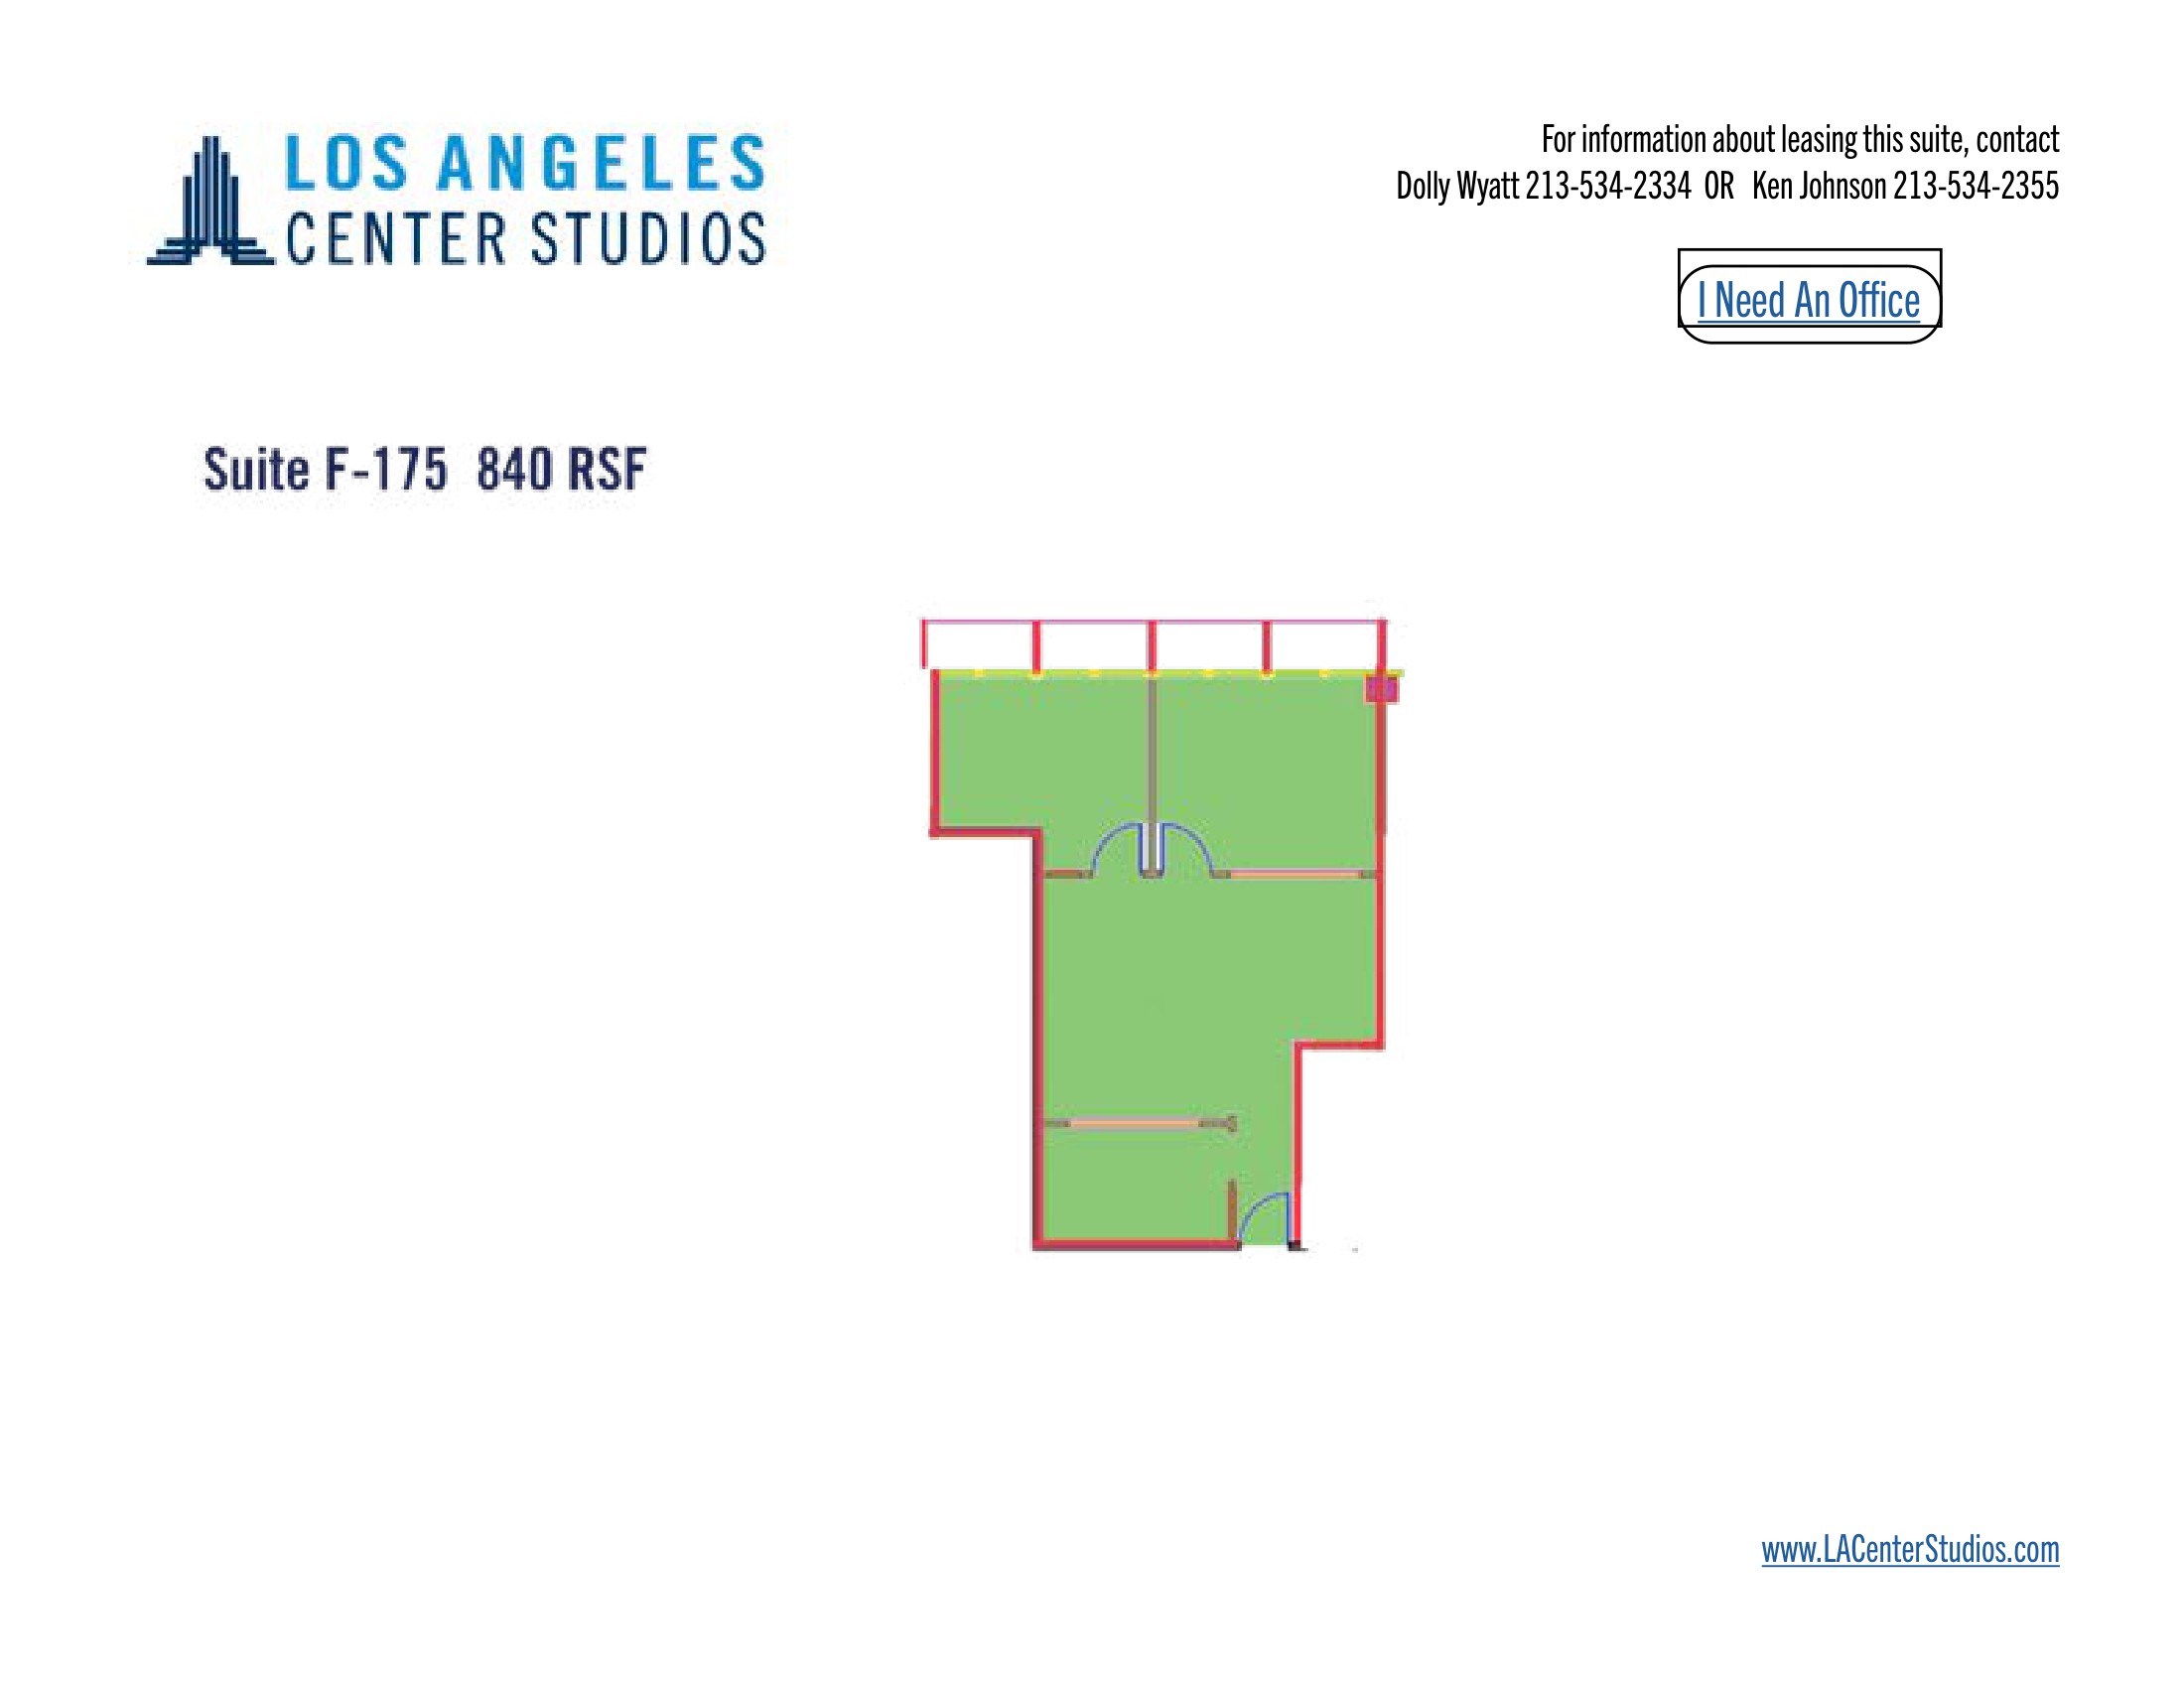 LOS ANGELES
CENTER STUDIOS
For information about leasing this suite, contact
Dolly Wyatt 213-534-2334 OR Ken Johnson 213-534-2355
I Need An Office
Suite F-175 840 RSF
www.LACenterStudios.com